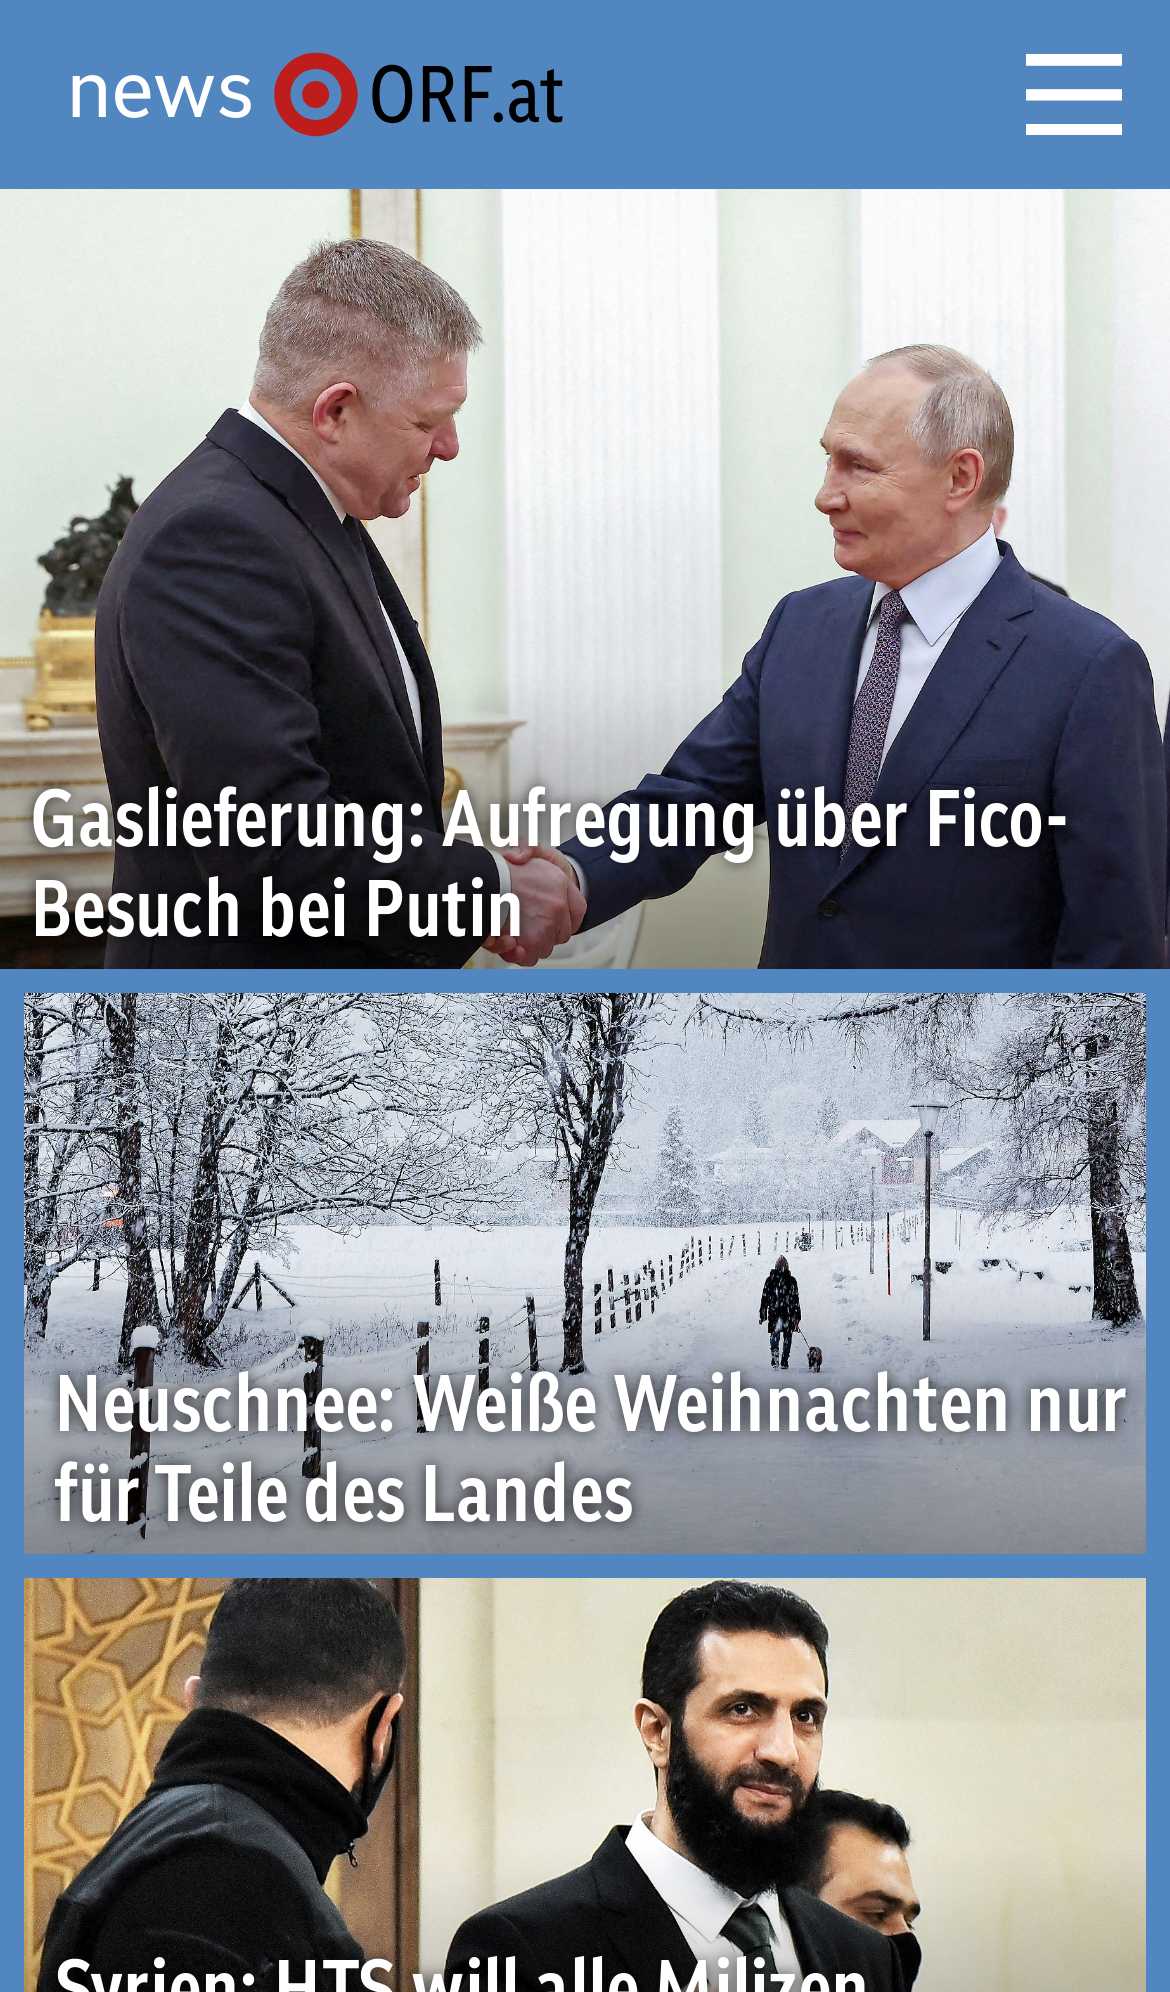 news ORF.at
Gaslieferung: Aufregung über Fico-
Besuch bei Putin
Neuschnee: Weiße Weihnachten nur
für Teile des Landes
Syrien: HTS will alle Milizen